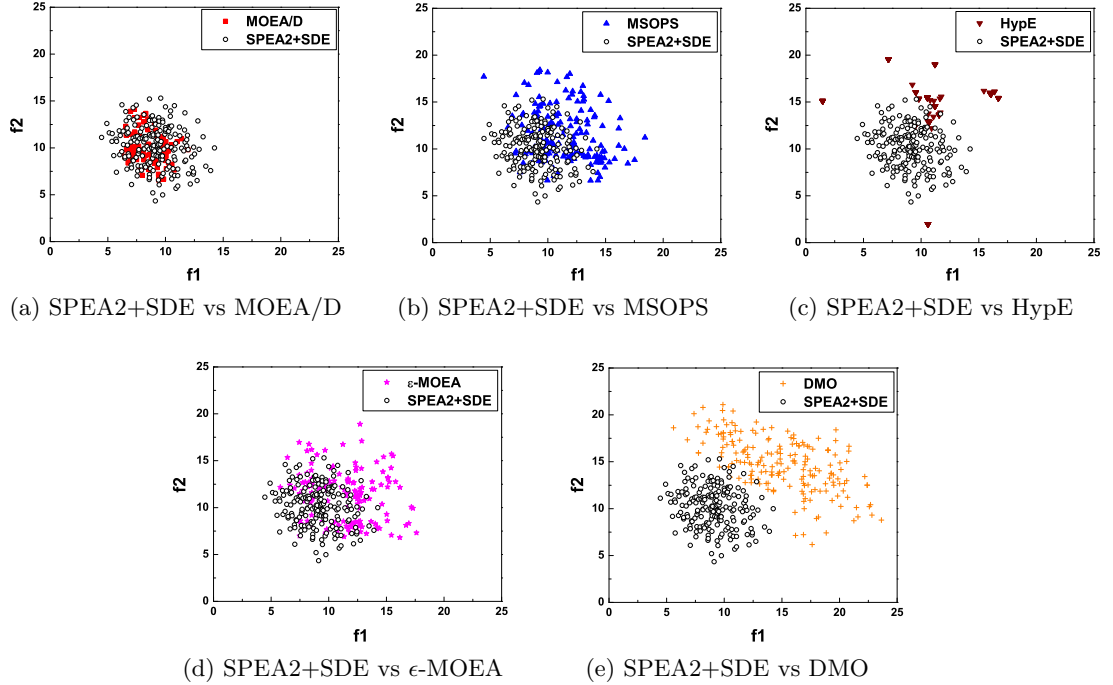 MOEA/D
SPEA2+SDE
25
20
15
10
5
0
f2
0 5 10 15 20 25
f1
(a) SPEA2+SDE vs MOEA/D
MSOPS
SPEA2+SDE
25
20
15
10
5
0
f2
0 5 10 15 20 25
f1
(b) SPEA2+SDE vs MSOPS
HypE
SPEA2+SDE
25
20
15
10
5
0
f2
0 5 10 15 20 25
f1
(c) SPEA2+SDE vs HypE
ε-MOEA
SPEA2+SDE
25
20
15
10
5
0
f2
0 5 10 15 20 25
f1
(d) SPEA2+SDE vs ϵ-MOEA
DMO
SPEA2+SDE
25
20
15
10
5
0
f2
0 5 10 15 20 25
f1
(e) SPEA2+SDE vs DMO